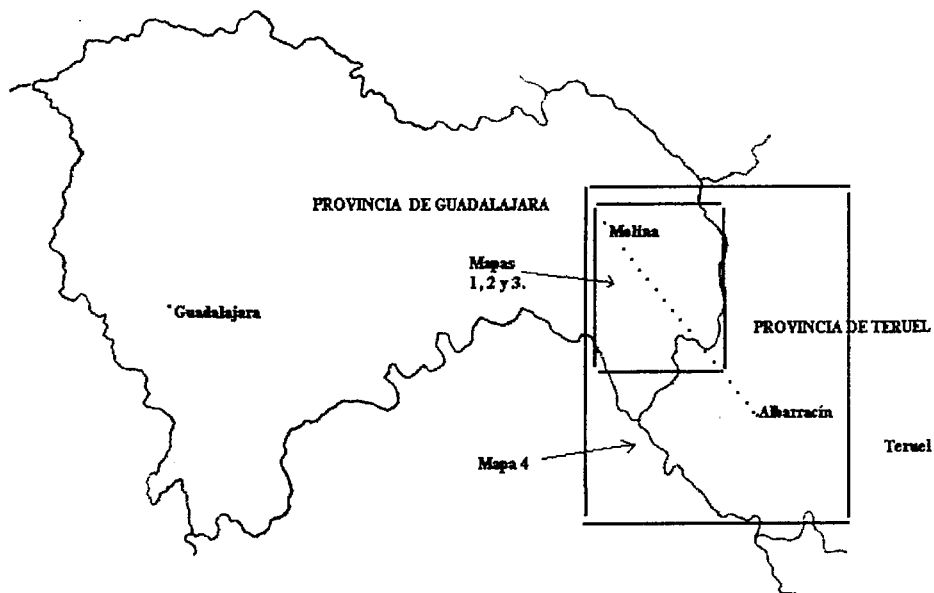 PROVINCIA DE GUADALAJARA
Molina
Mapas
1, 2 y 3.
Guadalajara
PROVINCIA DE TERUEL
Albarracín
Teruel
Mapa 4